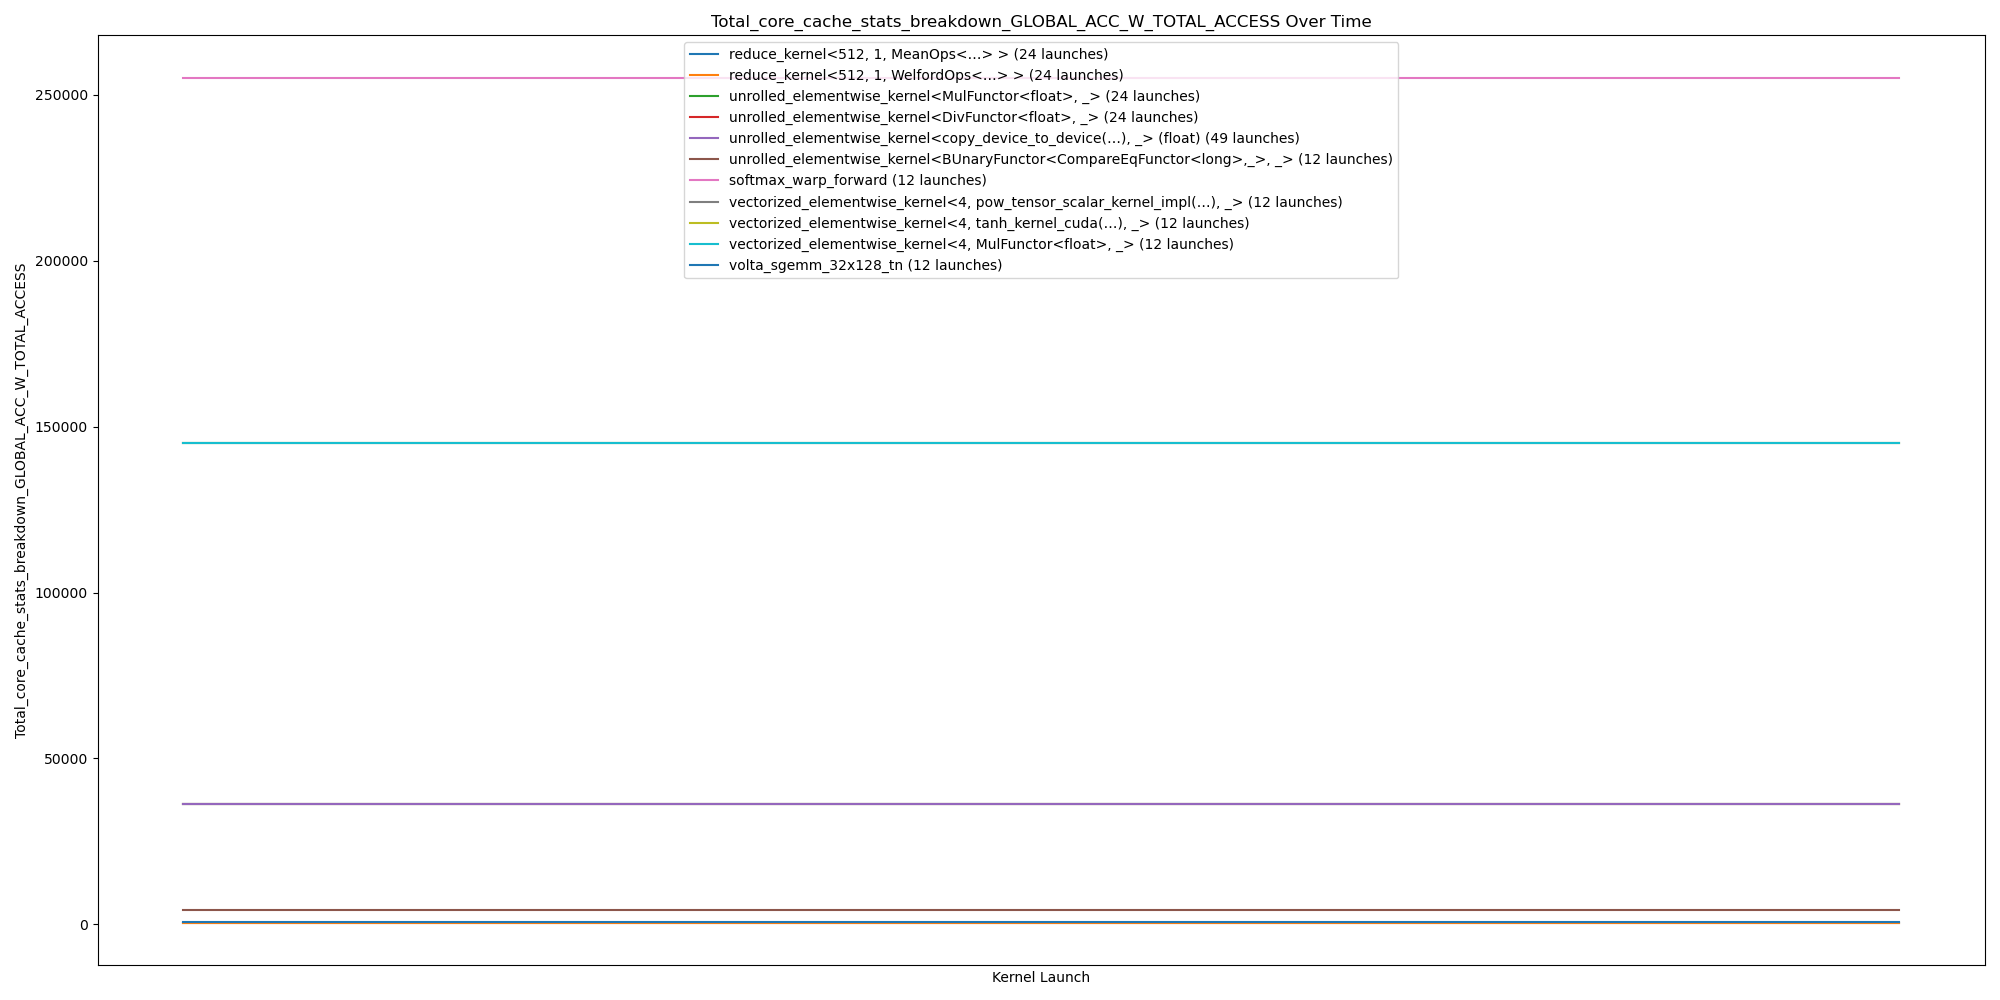 Total_core_cache_stats_breakdown_GLOBAL_ACC_W_TOTAL_ACCESS Over Time
reduce_kernel<512, 1, MeanOps<...> > (24 launches)
reduce_kernel<512, 1, WelfordOps<...> > (24 launches)
unrolled_elementwise_kernel<MulFunctor<float>, _> (24 launches)
unrolled_elementwise_kernel<DivFunctor<float>, _> (24 launches)
unrolled_elementwise_kernel<copy_device_to_device(...), _> (float) (49 launches)
unrolled_elementwise_kernel<BUnaryFunctor<CompareEqFunctor<long>,_>, _> (12 launches)
softmax_warp_forward (12 launches)
vectorized_elementwise_kernel<4, pow_tensor_scalar_kernel_impl(...), _> (12 launches)
vectorized_elementwise_kernel<4, tanh_kernel_cuda(...), _> (12 launches)
vectorized_elementwise_kernel<4, MulFunctor<float>, _> (12 launches)
volta_sgemm_32x128_tn (12 launches)
Total_core_cache_stats_breakdown_GLOBAL_ACC_W_TOTAL_ACCESS
250000
200000
150000
100000
50000
0
Kernel Launch